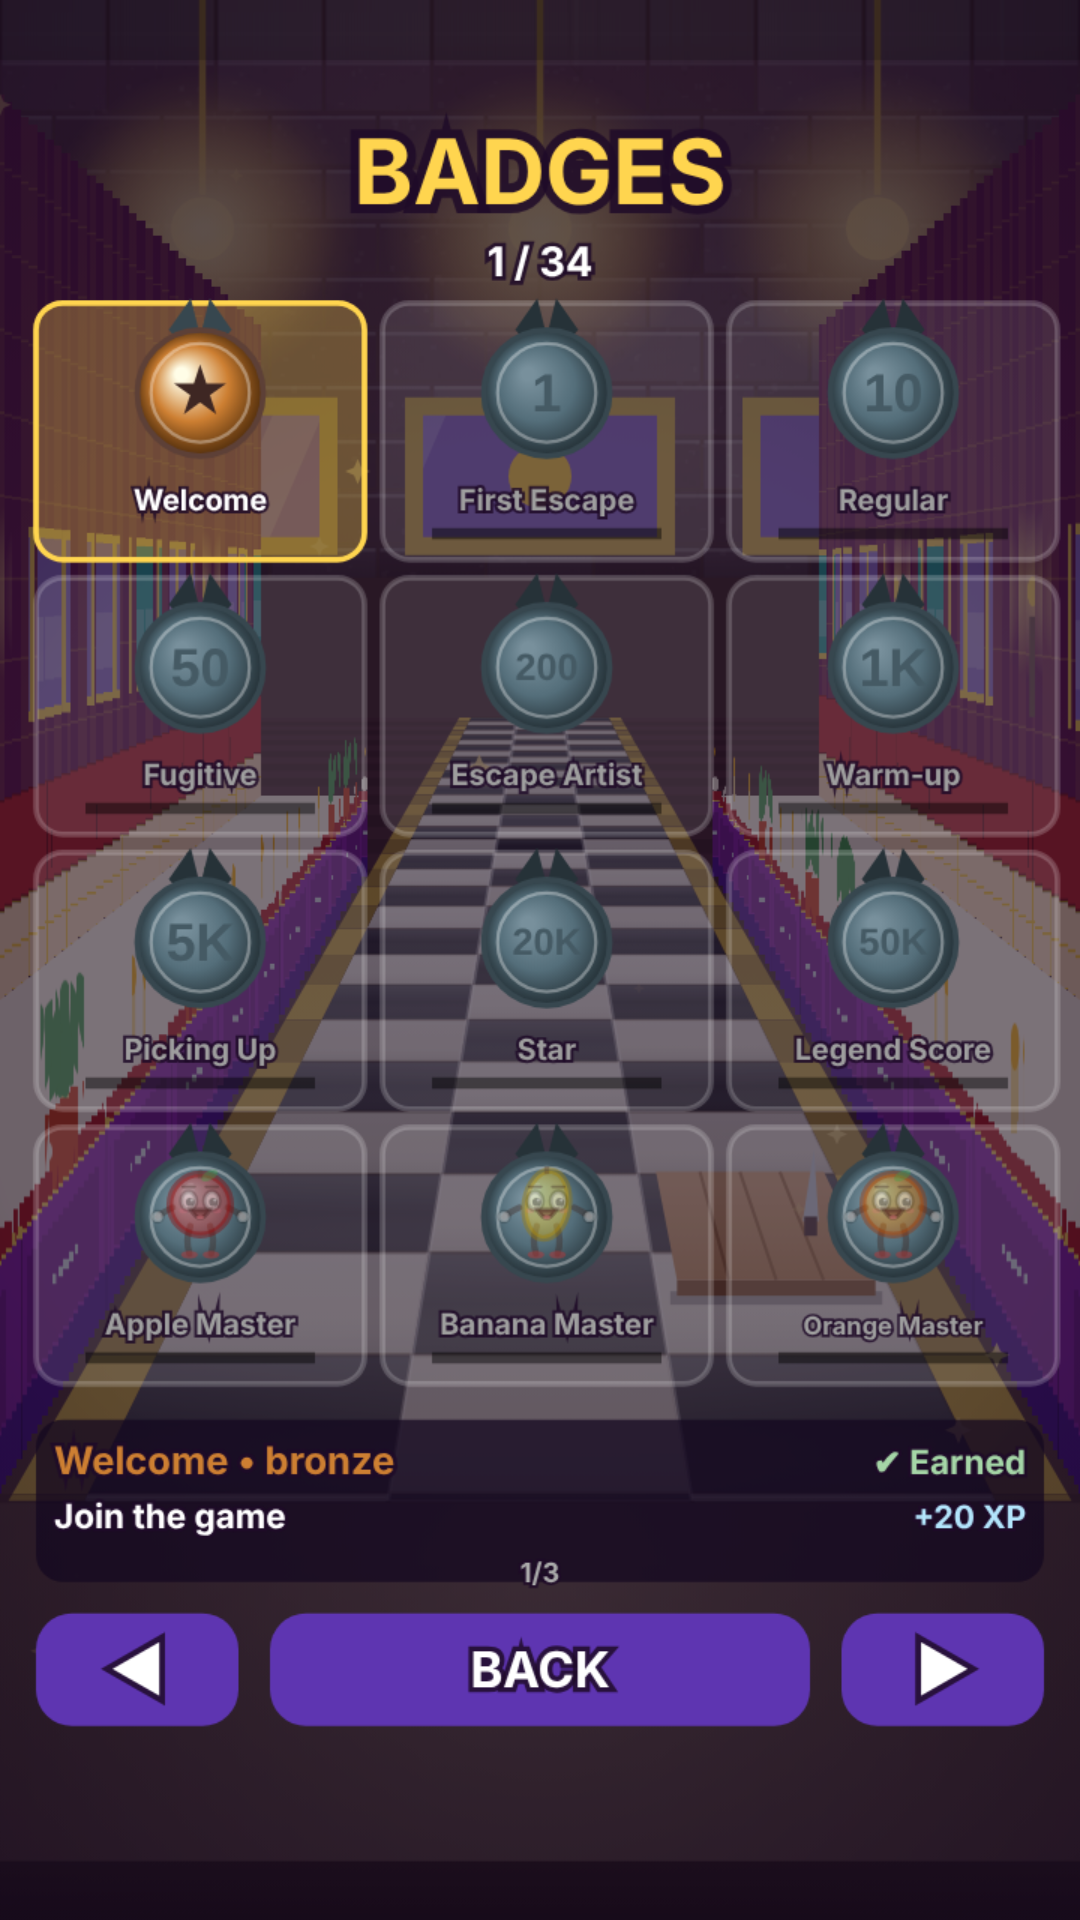 BADGES
1 / 34
★
1
10
Welcome
First Escape
Regular
50
200
1K
Fugitive
Escape Artist
Warm-up
5K
20K
50K
Picking Up
Star
Legend Score
Apple Master
Banana Master
Orange Master
Welcome • bronze
✔ Earned
Join the game
+20 XP
1/3
BACK